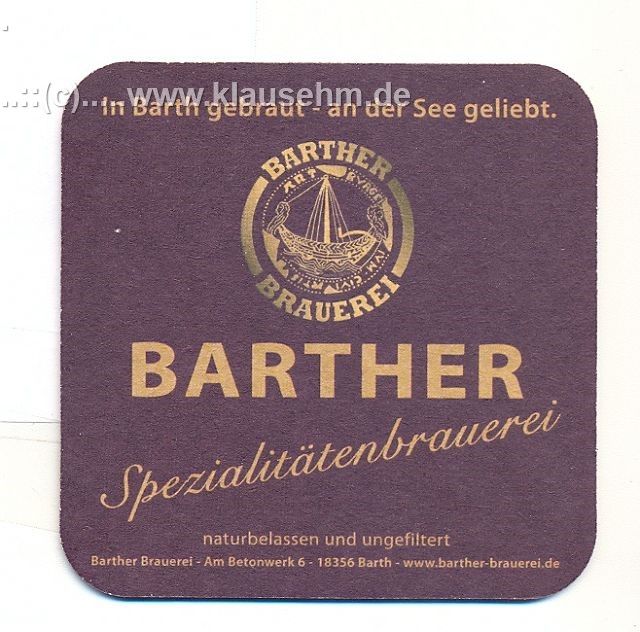 ..::(c)::.. www.klausehm.de
In Barth gebraut - an der See geliebt.
BARTHER
BRAUEREI
BARTHER
Spezialitätenbrauerei
naturbelassen und ungefiltert
Barther Brauerei - Am Betonwerk 6 - 18356 Barth - www.barther-brauerei.de